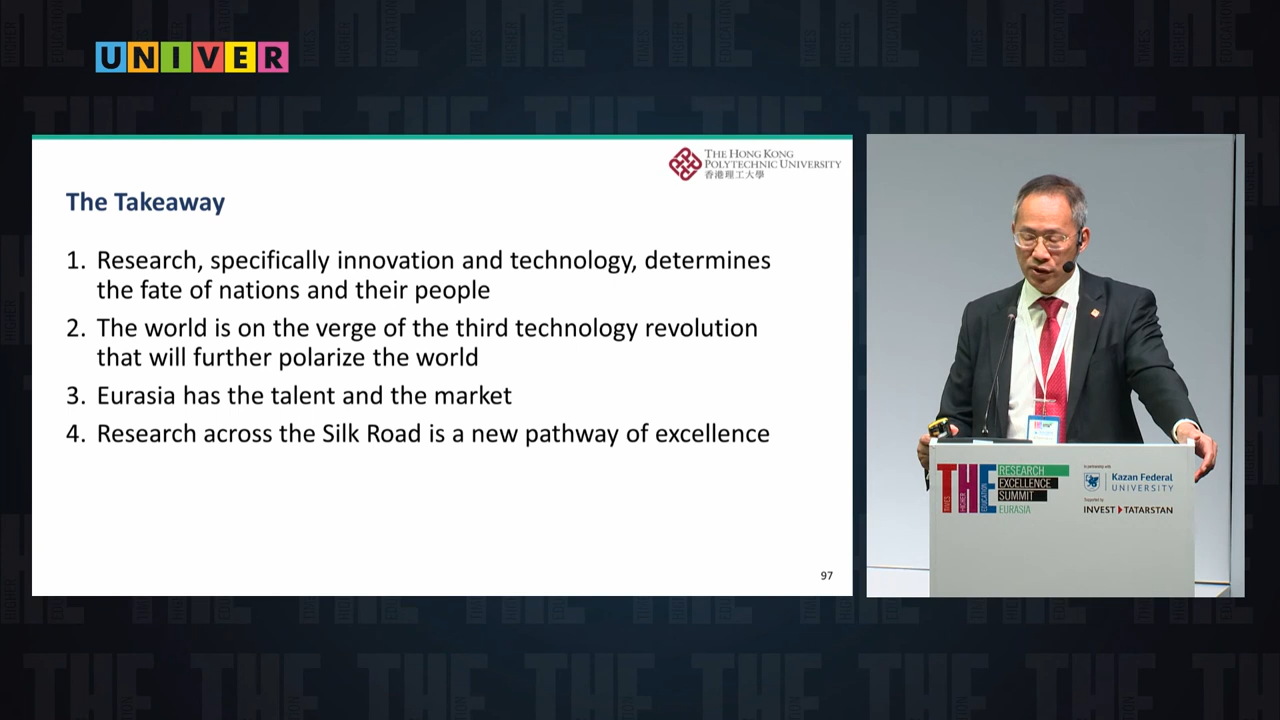 UNIVER
THE HONG KONG
POLYTECHNIC UNIVERSITY
香港理工大學
The Takeaway
1. Research, specifically innovation and technology, determines
the fate of nations and their people
2. The world is on the verge of the third technology revolution
that will further polarize the world
3. Eurasia has the talent and the market
4. Research across the Silk Road is a new pathway of excellence
97
THE
TIMES
HIGHER
EDUCATION
RESEARCH
EXCELLENCE
SUMMIT
EURASIA
In partnership with
Kazan Federal
UNIVERSITY
Supported by
INVEST TATARSTAN